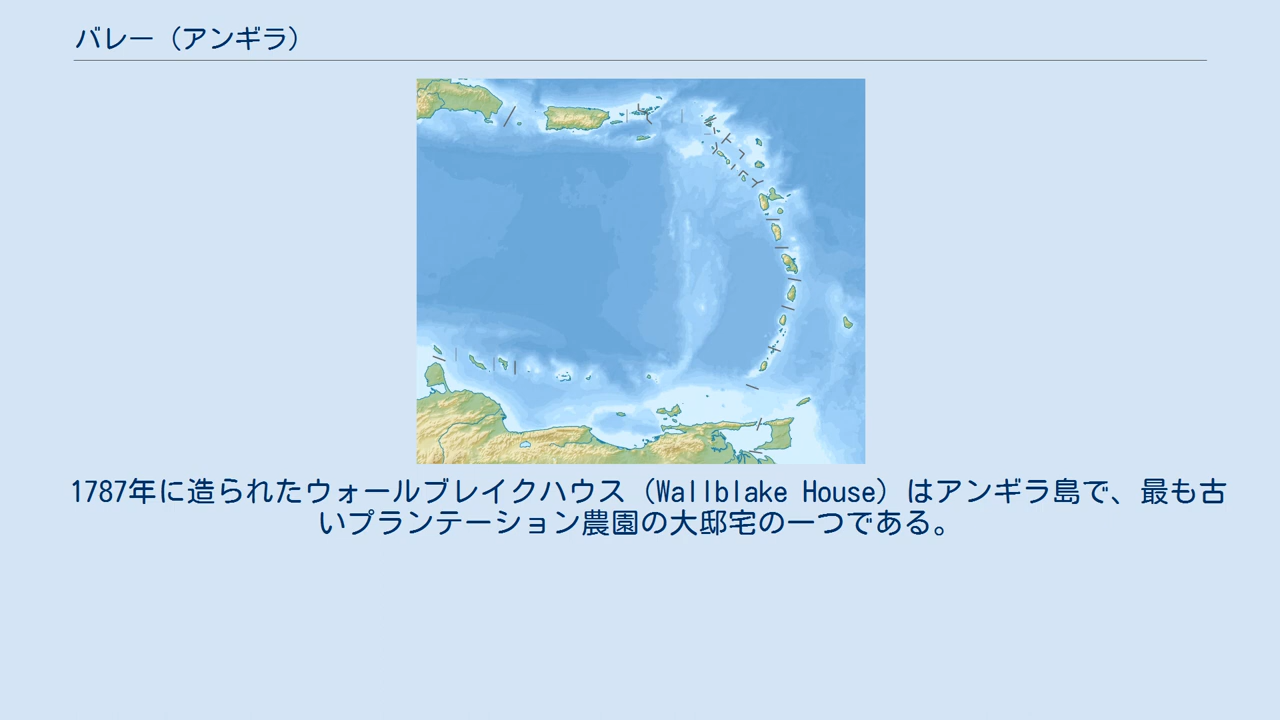 バレー（アンギラ）
1787年に造られたウォールブレイクハウス（Wallblake House）はアンギラ島で、最も古
いプランテーション農園の大邸宅の一つである。